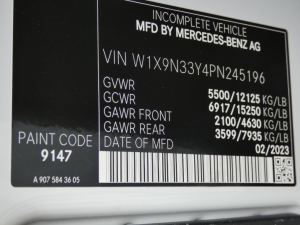 INCOMPLETE VEHICLE
MFD BY MERCEDES-BENZ AG
VIN W1X9N33Y4PN245196
GVWR 5500/12125 KG/LB
GCWR 6917/15250 KG/LB
GAWR FRONT 2100/4630 KG/LB
GAWR REAR 3599/7935 KG/LB
DATE OF MFD 02/2023
PAINT CODE
9147
A 907 584 36 05